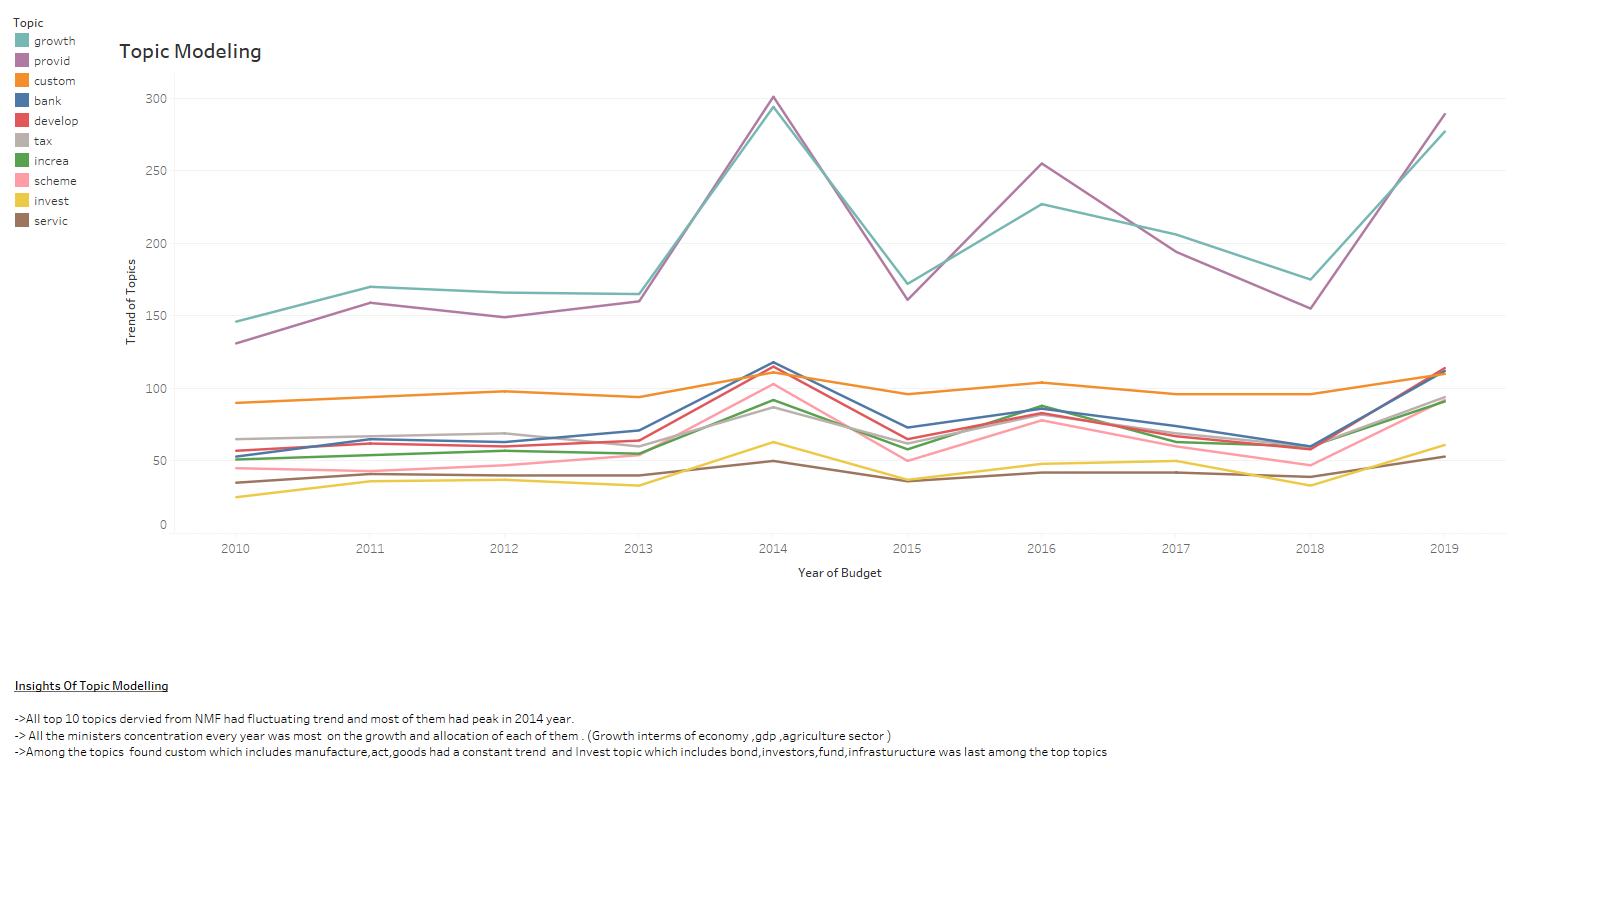 Topic
growth
provid
custom
bank
develop
tax
increa
scheme
invest
servic
Topic Modeling
300
250
200
150
100
50
0
Trend of Topics
2010 2011 2012 2013 2014 2015 2016 2017 2018 2019
Year of Budget
Insights Of Topic Modelling
->All top 10 topics dervied from NMF had fluctuating trend and most of them had peak in 2014 year.
-> All the ministers concentration every year was most on the growth and allocation of each of them . (Growth interms of economy ,gdp ,agriculture sector )
->Among the topics found custom which includes manufacture,act,goods had a constant trend and Invest topic which includes bond,investors,fund,infrasturucture was last among the top topics